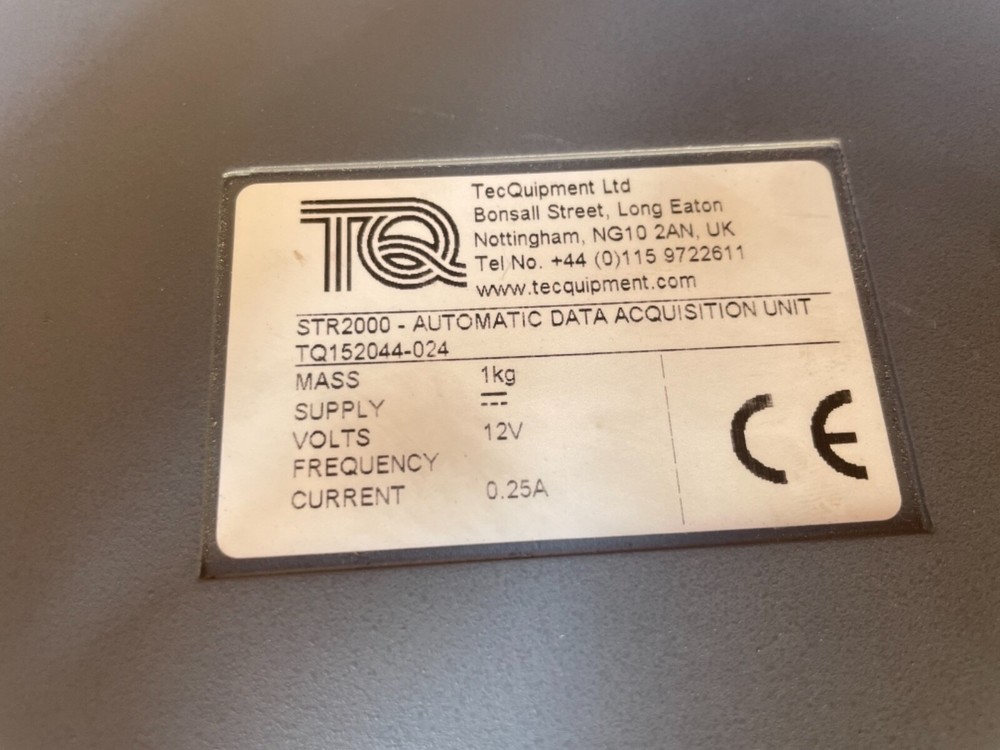 TQ
TecQuipment Ltd
Bonsall Street, Long Eaton
Nottingham, NG10 2AN, UK
Tel No. +44 (0)115 9722611
www.tecquipment.com
STR2000 - AUTOMATIC DATA ACQUISITION UNIT
TQ152044-024
MASS 1kg
SUPPLY ⎓
VOLTS 12V
FREQUENCY
CURRENT 0.25A
CE